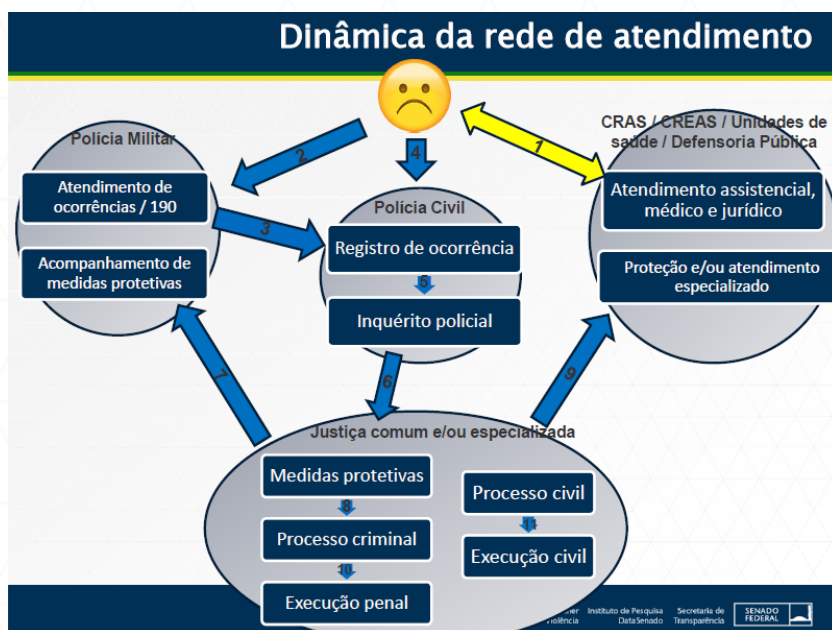 Dinâmica da rede de atendimento
Polícia Militar
2
Atendimento de
ocorrências / 190
3
Acompanhamento de
medidas protetivas
4
Polícia Civil
Registro de ocorrência
5
Inquérito policial
1
CRAS / CREAS / Unidades de
saúde / Defensoria Pública
Atendimento assistencial,
médico e jurídico
Proteção e/ou atendimento
especializado
7
6
9
Justiça comum e/ou especializada
Medidas protetivas
8
Processo criminal
10
Execução penal
Processo civil
11
Execução civil
Instituto de Pesquisa
DataSenado
Secretaria de
Transparência
SENADO
FEDERAL